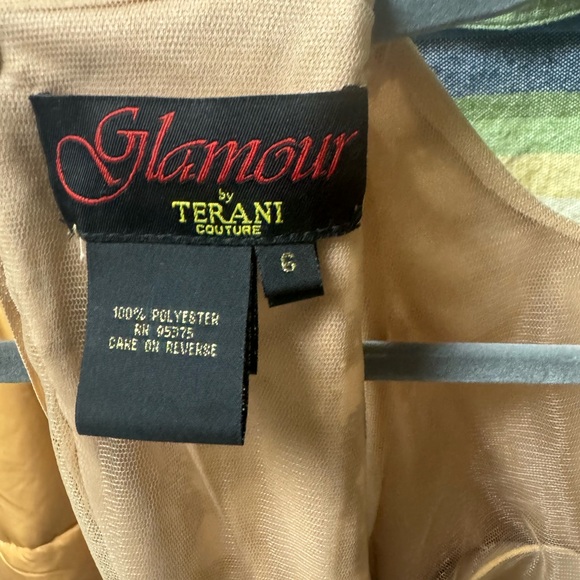 Glamour
by
TERANI
COUTURE
6
100% POLYESTER
RN 95375
CARE ON REVERSE